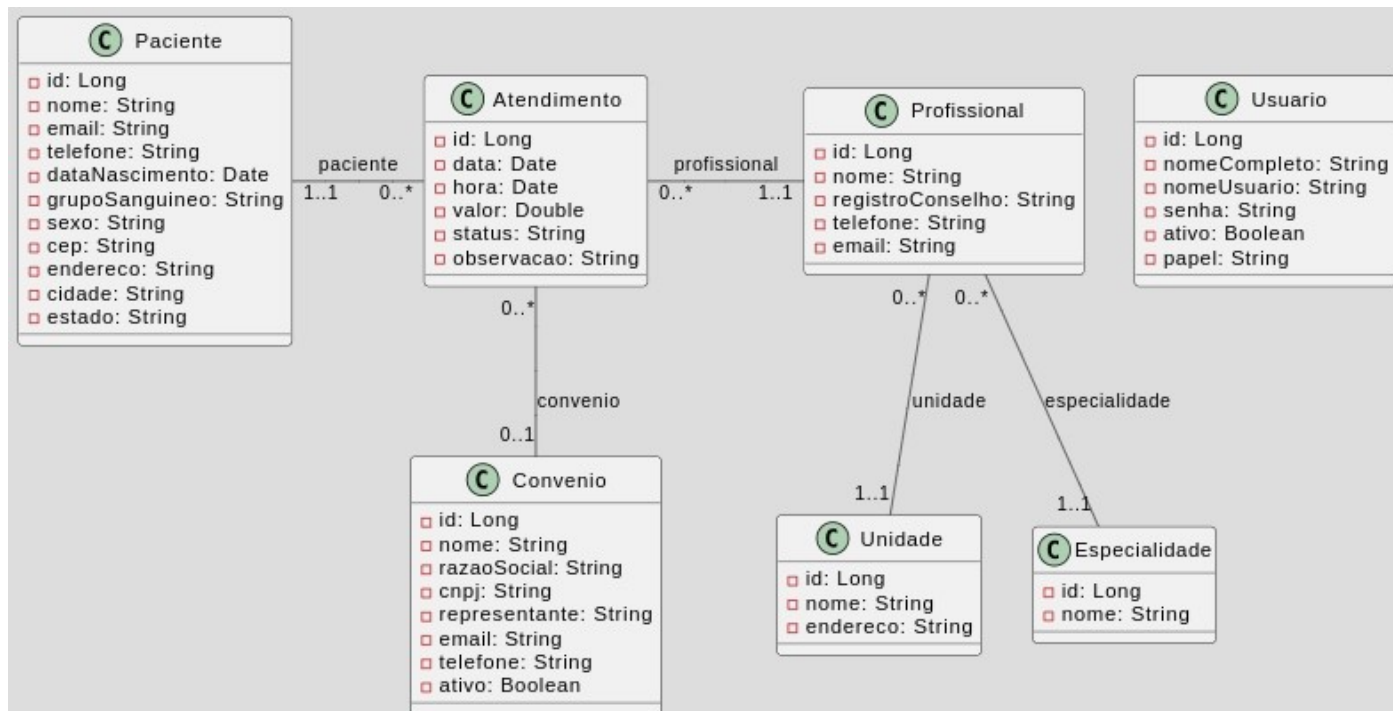 C Paciente
id: Long
nome: String
email: String
telefone: String
dataNascimento: Date
grupoSanguineo: String
sexo: String
cep: String
endereco: String
cidade: String
estado: String
paciente
1..1 0..*
C Atendimento
id: Long
data: Date
hora: Date
valor: Double
status: String
observacao: String
profissional
0..* 1..1
C Profissional
id: Long
nome: String
registroConselho: String
telefone: String
email: String
C Usuario
id: Long
nomeCompleto: String
nomeUsuario: String
senha: String
ativo: Boolean
papel: String
0..*
convenio
0..1
C Convenio
id: Long
nome: String
razaoSocial: String
cnpj: String
representante: String
email: String
telefone: String
ativo: Boolean
0..*
unidade
1..1
C Unidade
id: Long
nome: String
endereco: String
0..*
especialidade
1..1
C Especialidade
id: Long
nome: String